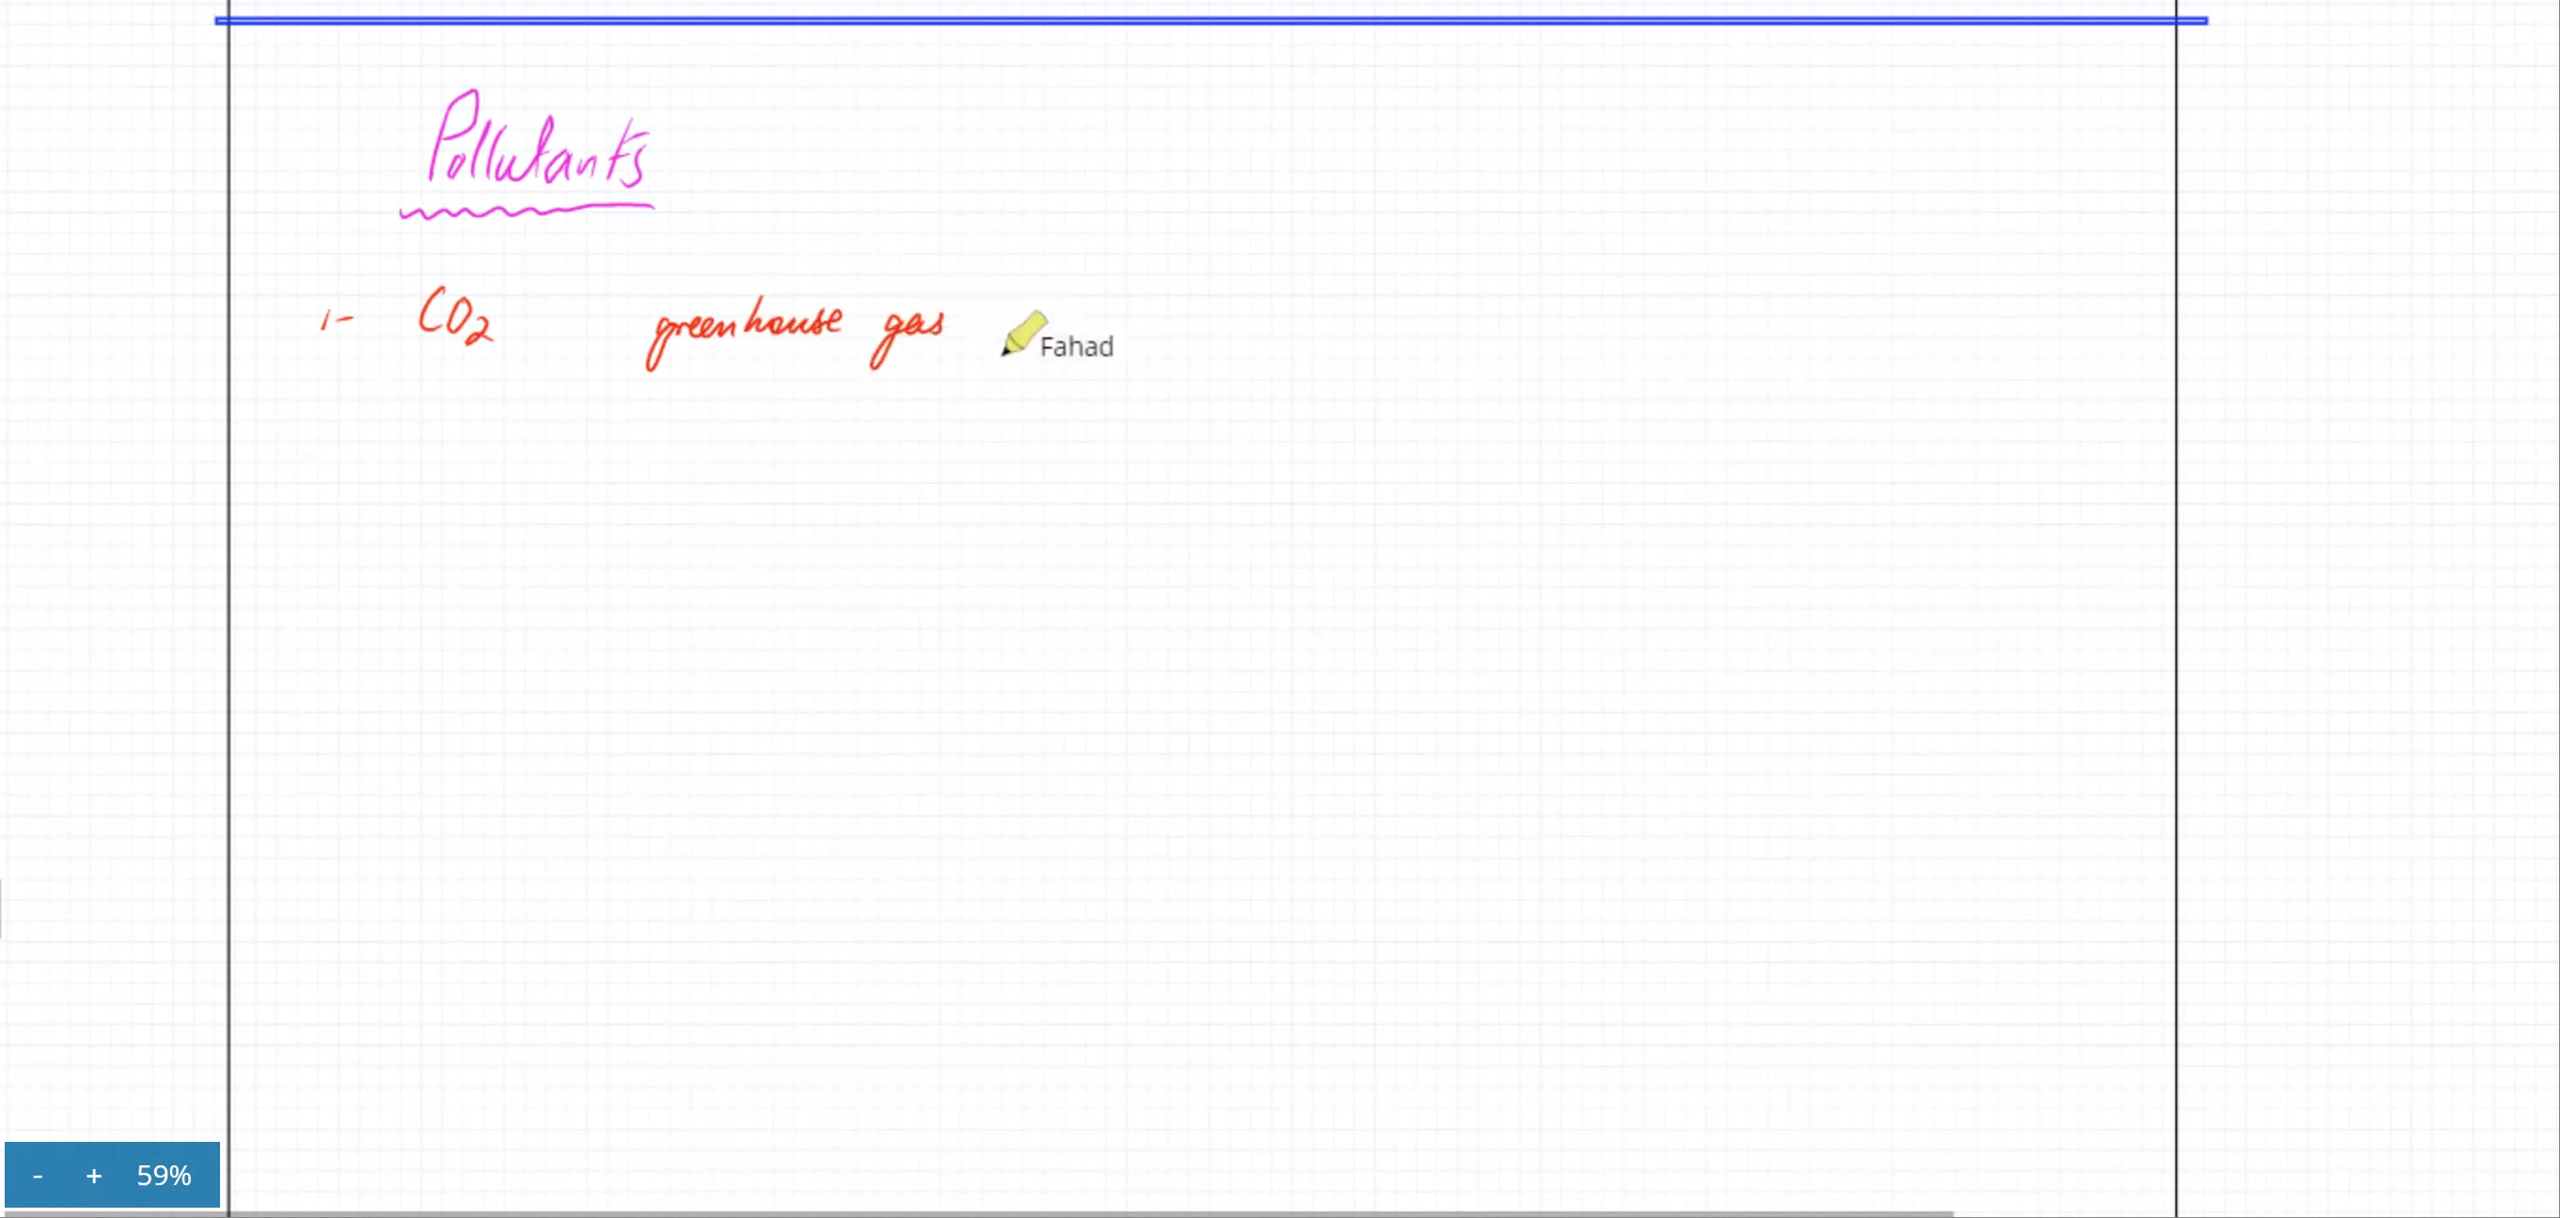 Pollutants
1- CO2 greenhouse gas
Fahad
- + 59%